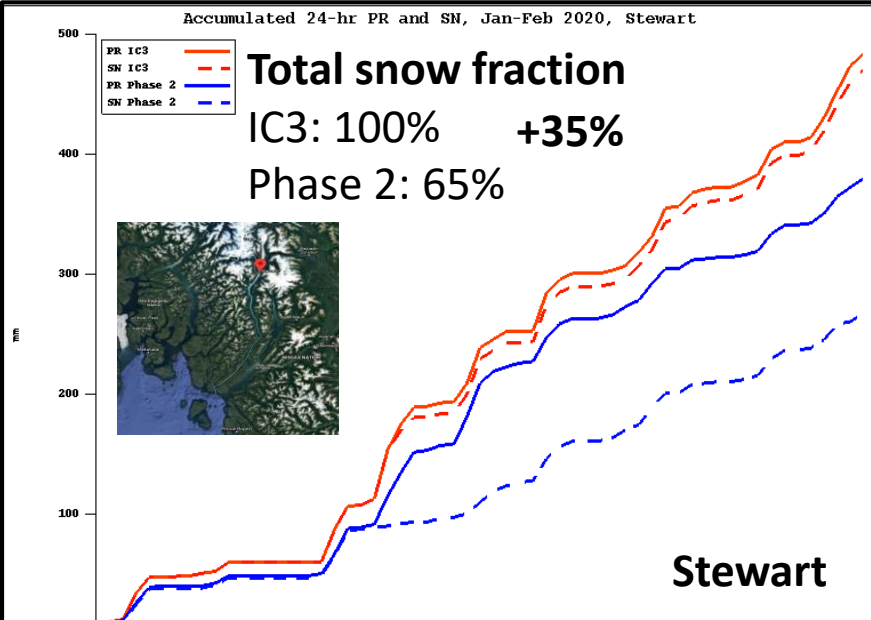 Accumulated 24-hr PR and SN, Jan-Feb 2020, Stewart
500
PR IC3
SN IC3
PR Phase 2
SN Phase 2
Total snow fraction
IC3: 100% +35%
Phase 2: 65%
400
300
mm
200
100
Stewart